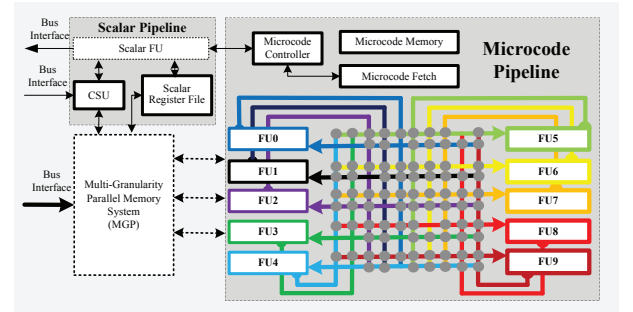 Bus
Interface
Scalar Pipeline
Scalar FU
Bus
Interface
CSU
Scalar
Register File
Microcode
Controller
Microcode Memory
Microcode Fetch
Microcode
Pipeline
Bus
Interface
Multi-Granularity
Parallel Memory
System
(MGP)
FU0
FU1
FU2
FU3
FU4
FU5
FU6
FU7
FU8
FU9